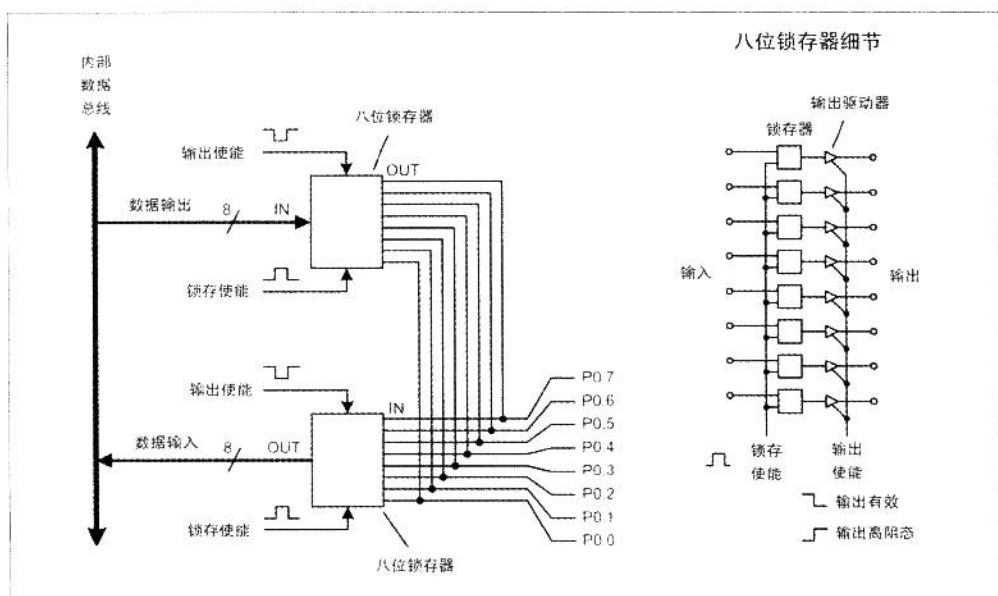 八位锁存器细节
内部
数据
总线
八位锁存器
输出使能
OUT
数据输出
8
IN
锁存使能
输出使能
IN
数据输入
8
OUT
锁存使能
八位锁存器
P0.7
P0.6
P0.5
P0.4
P0.3
P0.2
P0.1
P0.0
输出驱动器
锁存器
输入
输出
锁存
使能
输出
使能
输出有效
输出高阻态